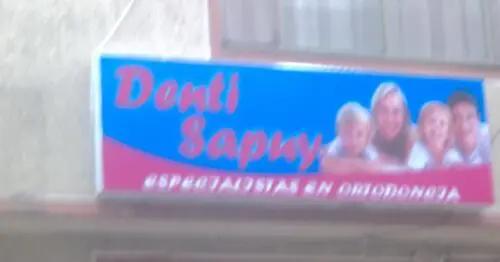 Denti
Sapuy
ESPECIALISTAS EN ORTODONCIA